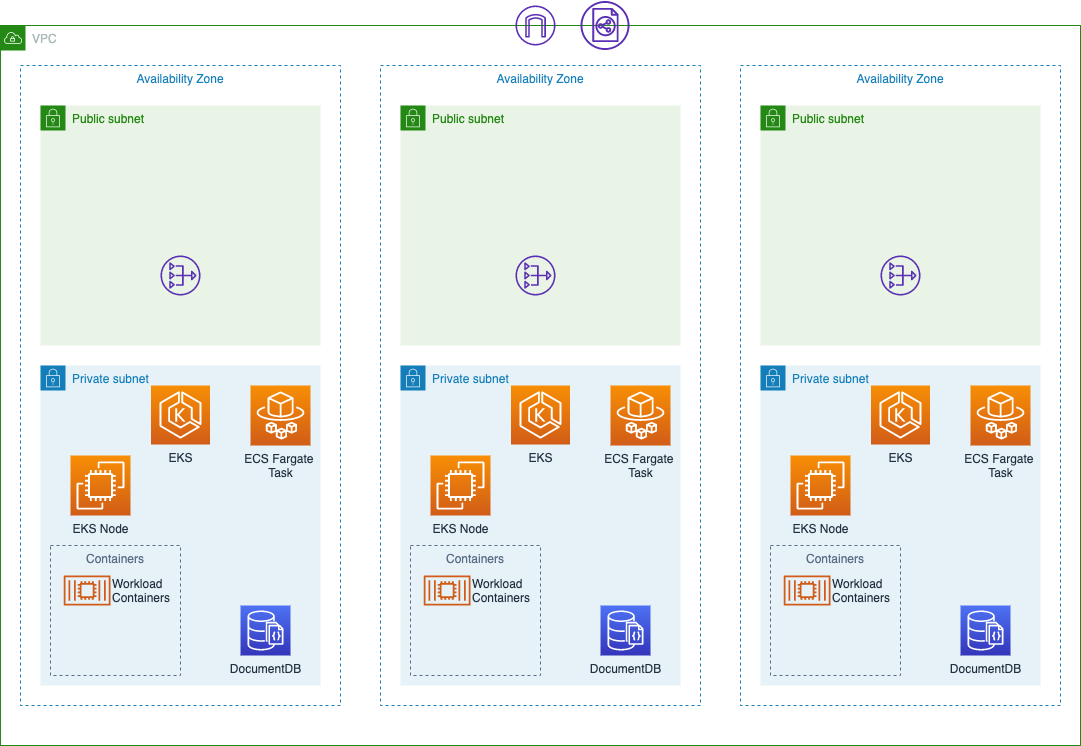 VPC
Availability Zone
Availability Zone
Availability Zone
Public subnet
Public subnet
Public subnet
Private subnet
EKS
ECS Fargate
Task
EKS Node
Containers
Workload
Containers
DocumentDB
Private subnet
EKS
ECS Fargate
Task
EKS Node
Containers
Workload
Containers
DocumentDB
Private subnet
EKS
ECS Fargate
Task
EKS Node
Containers
Workload
Containers
DocumentDB